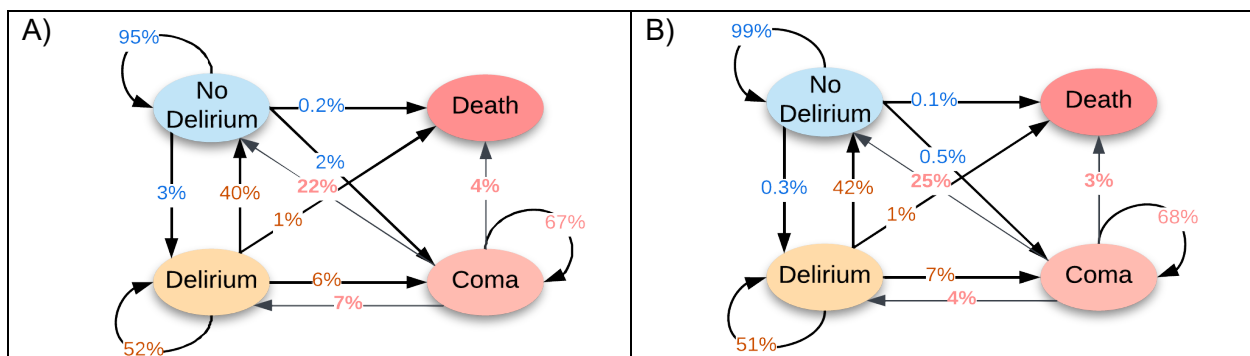 A)
95%
No
Delirium
0.2%
Death
2%
3%
40%
22%
4%
1%
67%
Delirium
6%
Coma
7%
52%
B)
99%
No
Delirium
0.1%
Death
0.5%
0.3%
42%
25%
3%
1%
68%
Delirium
7%
Coma
4%
51%